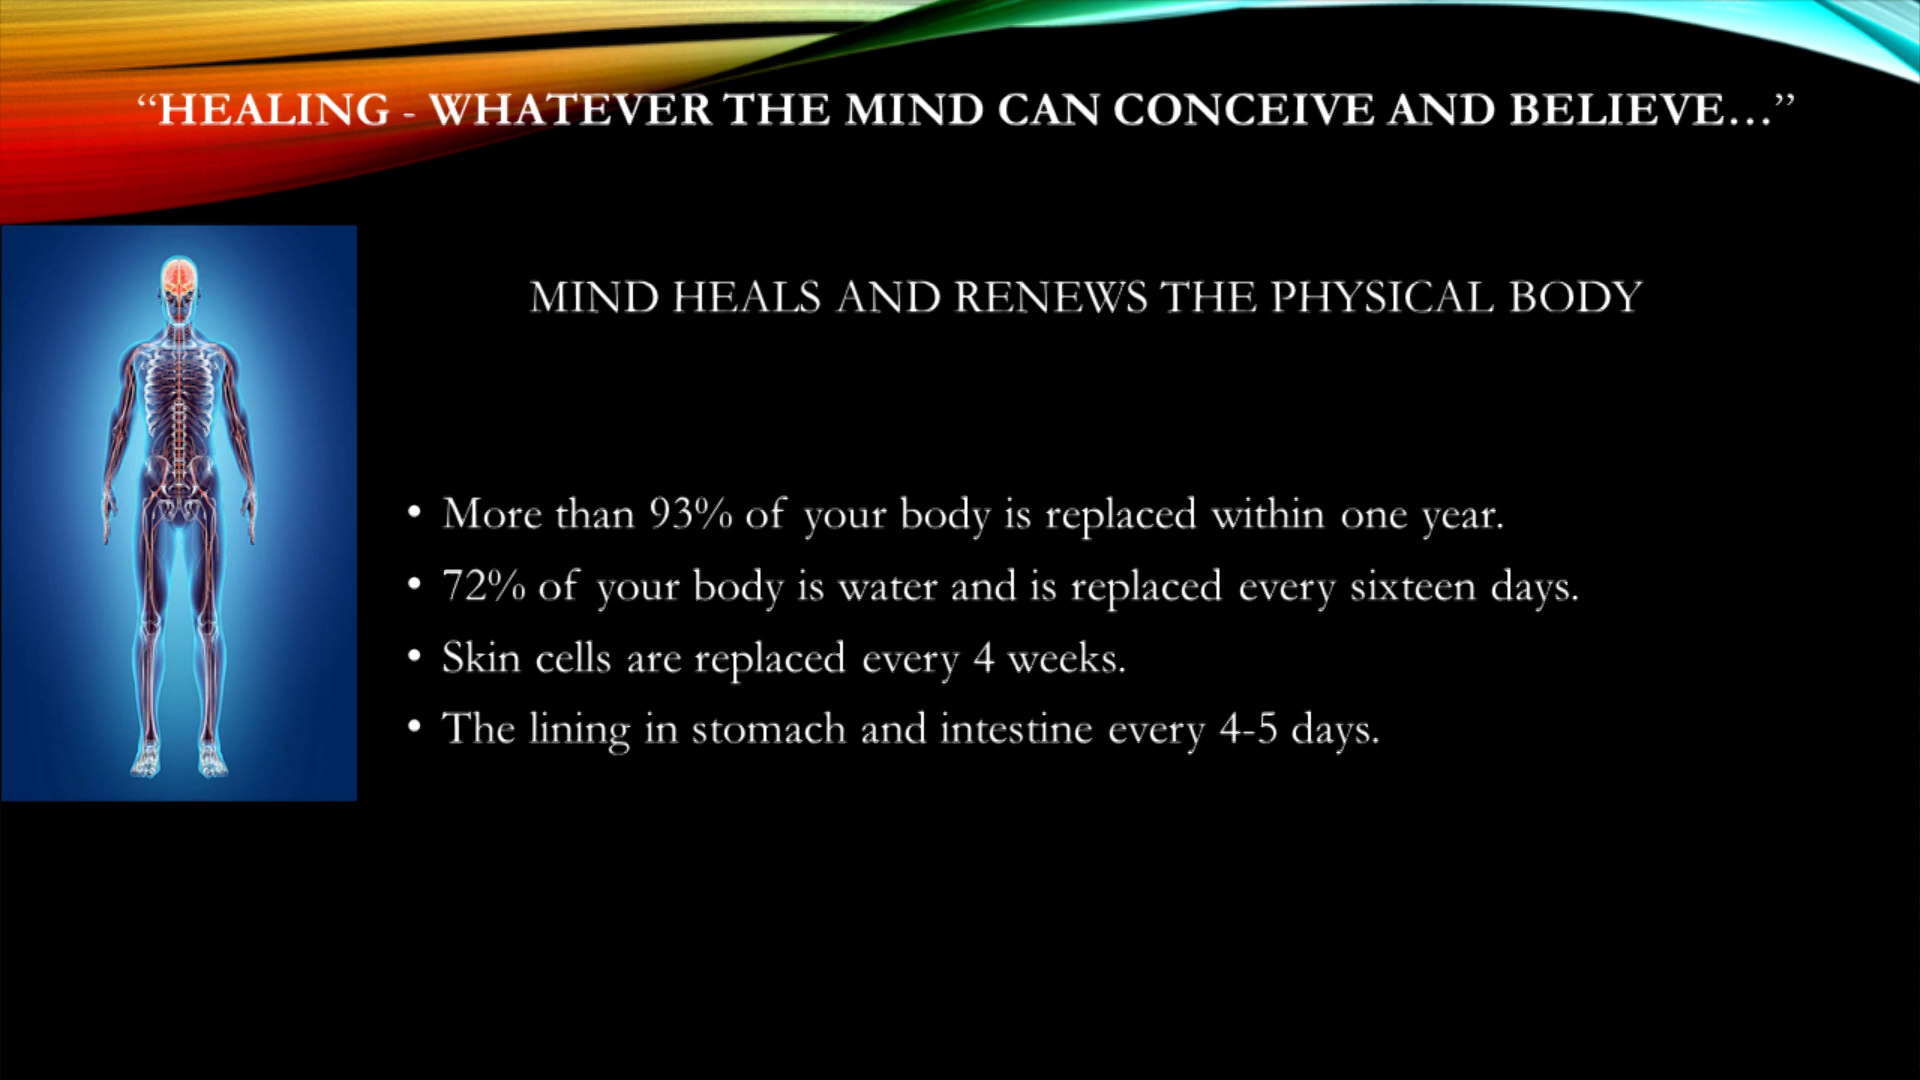 “HEALING - WHATEVER THE MIND CAN CONCEIVE AND BELIEVE…”
MIND HEALS AND RENEWS THE PHYSICAL BODY
• More than 93% of your body is replaced within one year.
• 72% of your body is water and is replaced every sixteen days.
• Skin cells are replaced every 4 weeks.
• The lining in stomach and intestine every 4-5 days.